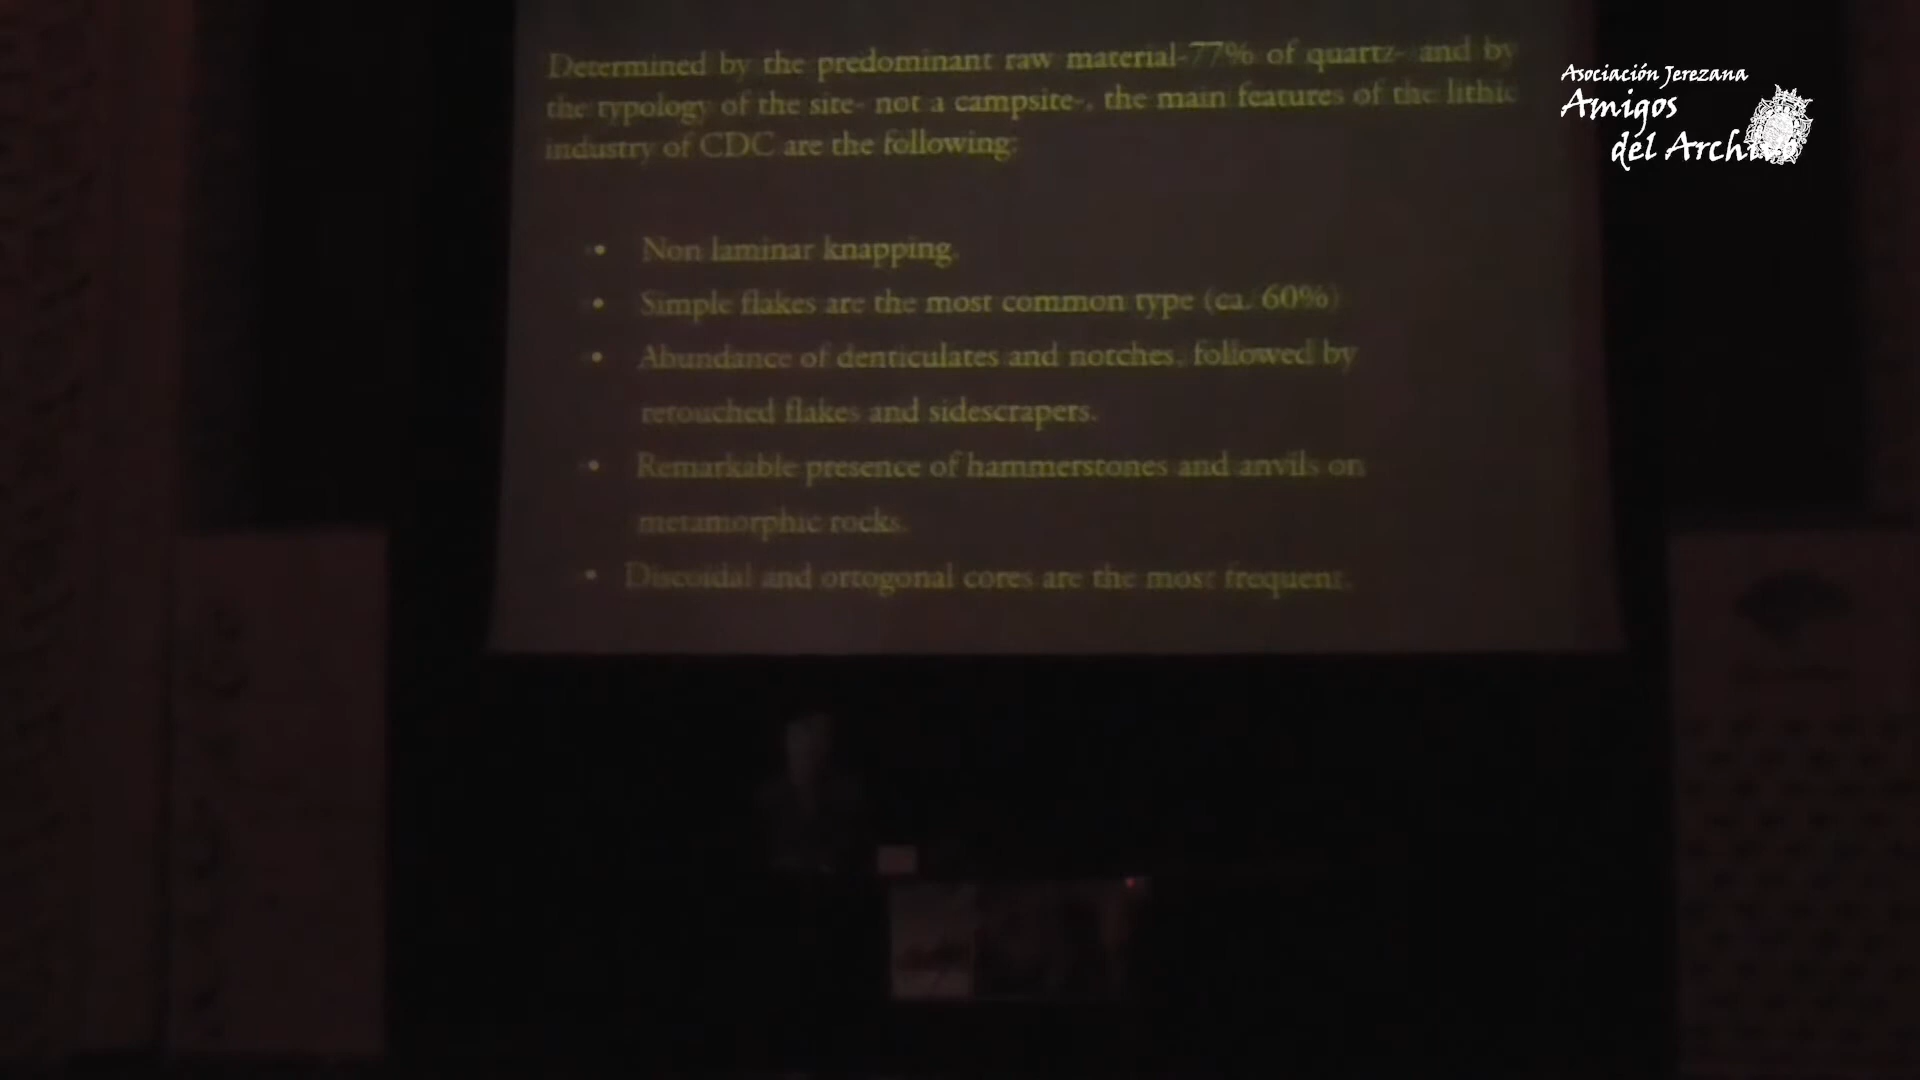 Determined by the predominant raw material-77% of quartz- and by
the typology of the site- not a campsite-, the main features of the lithic
industry of CDC are the following:
• Non laminar knapping.
• Simple flakes are the most common type (ca. 60%)
• Abundance of denticulates and notches, followed by
retouched flakes and sidescrapers.
• Remarkable presence of hammerstones and anvils on
metamorphic rocks.
• Discoidal and ortogonal cores are the most frequent.
Asociación Jerezana
Amigos
del Archivo